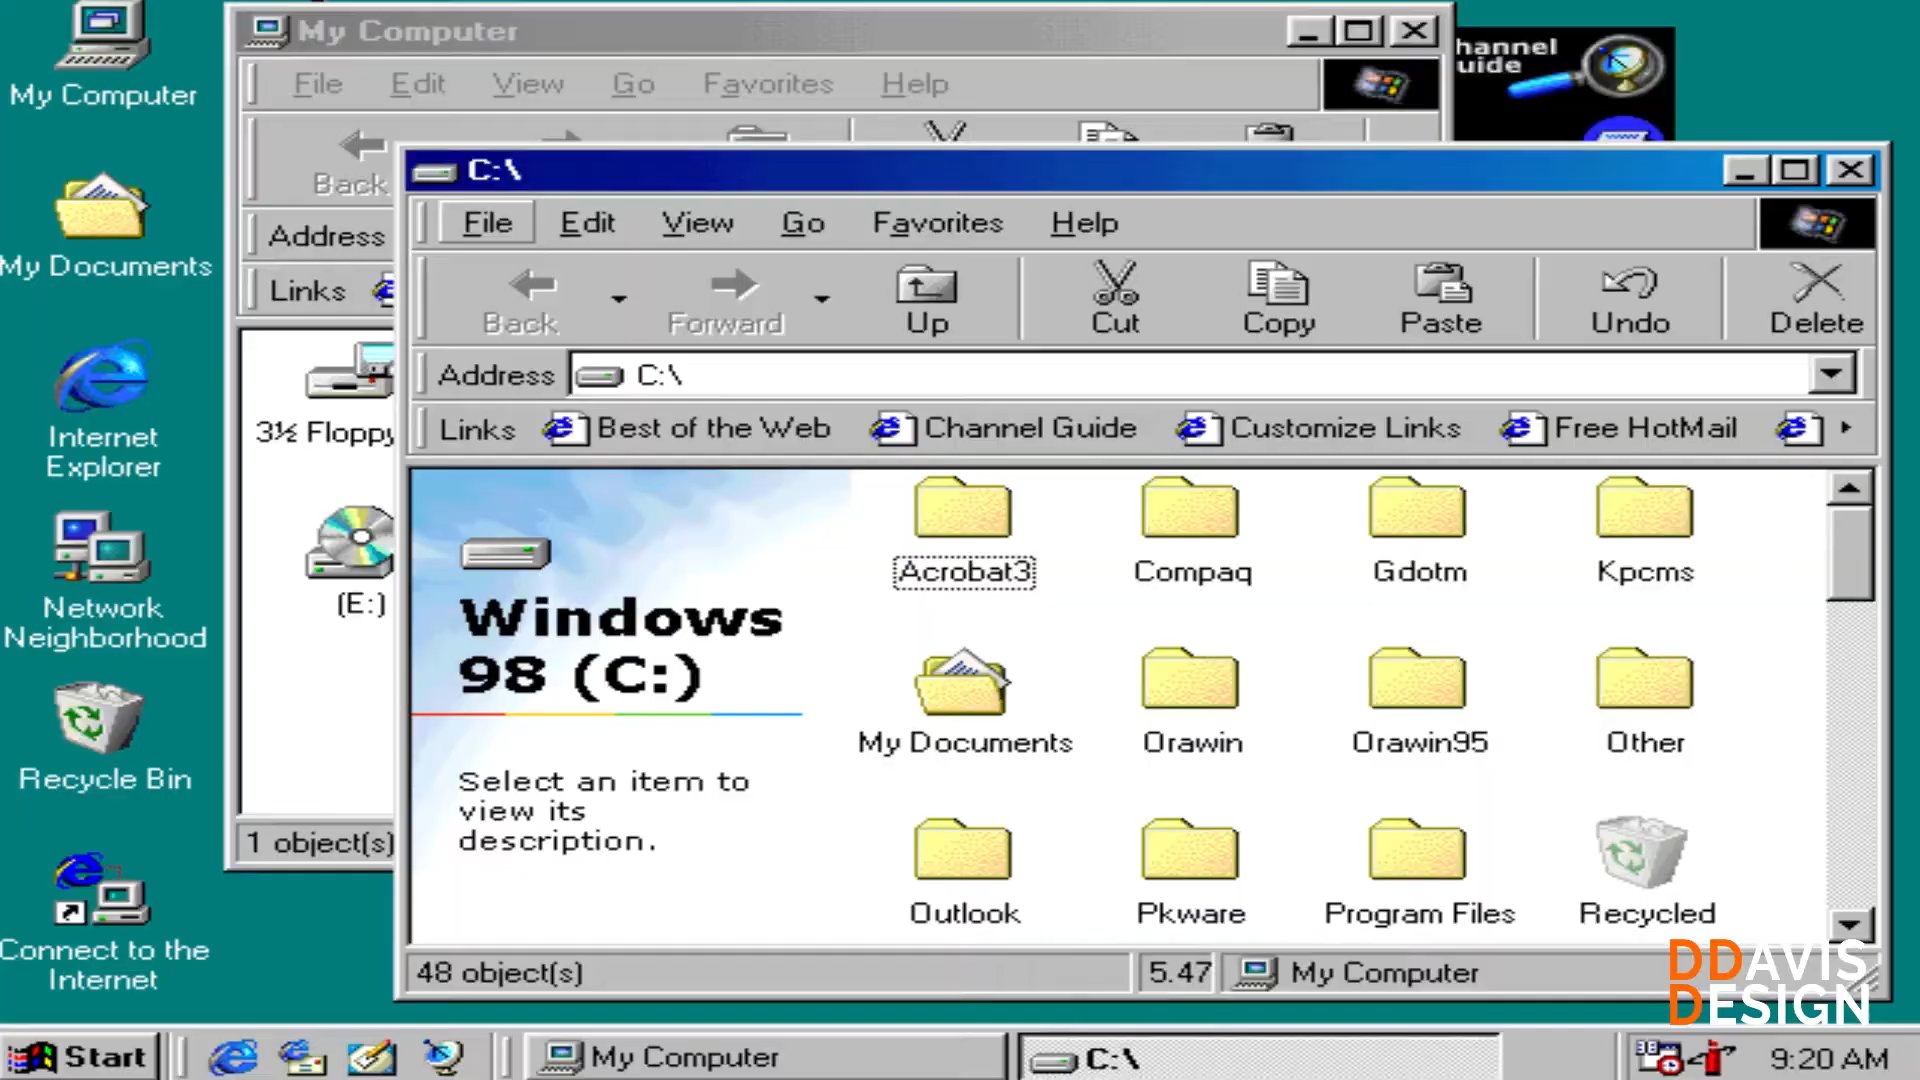 My Computer
My Documents
Internet
Explorer
Network
Neighborhood
Recycle Bin
Connect to the
Internet
My Computer
File Edit View Go Favorites Help
Back
Address
Links
3½ Floppy
(E:)
1 object(s)
hannel
uide
C:\
File Edit View Go Favorites Help
Back Forward Up Cut Copy Paste Undo Delete
Address C:\
Links Best of the Web Channel Guide Customize Links Free HotMail
Windows
98 (C:)
Select an item to
view its
description.
Acrobat3 Compaq Gdotm Kpcms
My Documents Orawin Orawin95 Other
Outlook Pkware Program Files Recycled
48 object(s) 5.47 My Computer
DDAVIS
DESIGN
Start My Computer C:\ 9:20 AM